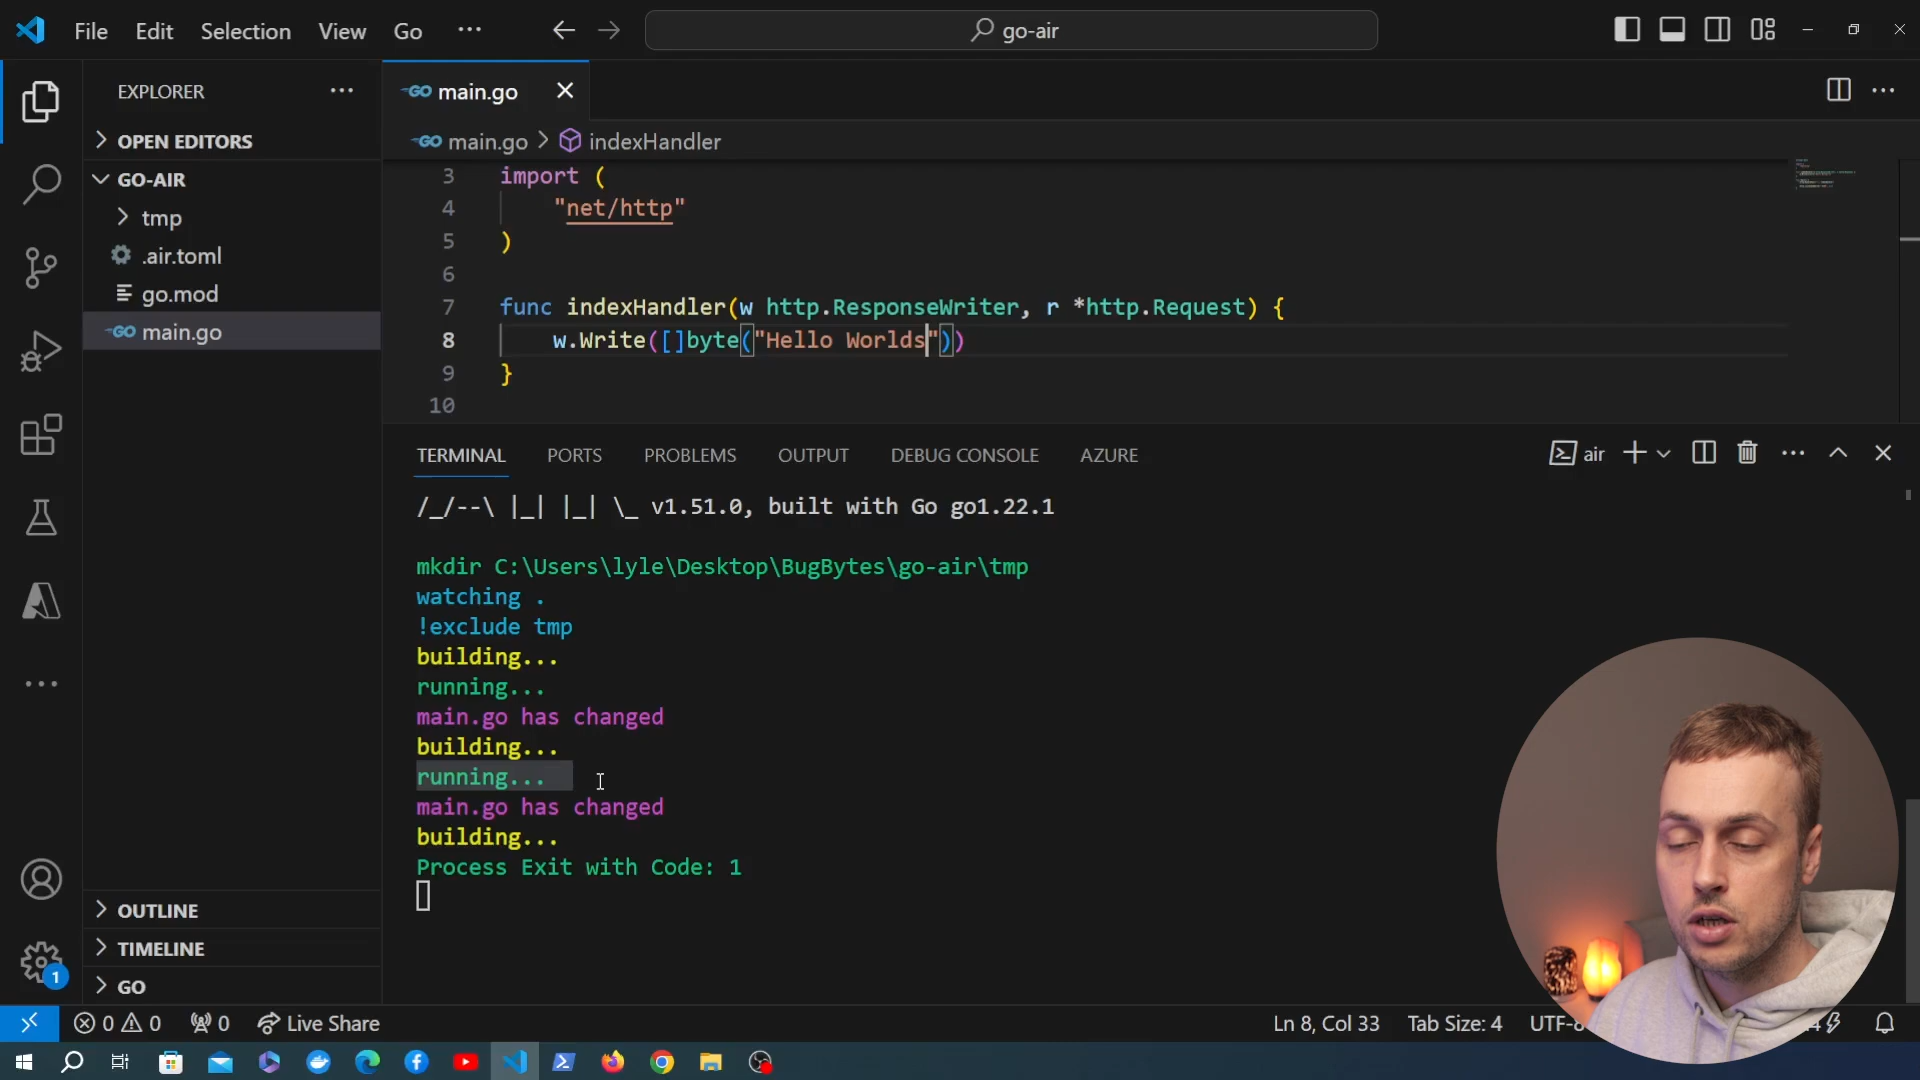 File Edit Selection View Go ··· go-air
EXPLORER ···
OPEN EDITORS
GO-AIR
tmp
.air.toml
go.mod
GO main.go
GO main.go
GO main.go > indexHandler
3 import (
4 "net/http"
5 )
6
7 func indexHandler(w http.ResponseWriter, r *http.Request) {
8 w.Write([]byte("Hello Worlds"))
9 }
10
TERMINAL PORTS PROBLEMS OUTPUT DEBUG CONSOLE AZURE air
/_/--\ |_| |_| \_ v1.51.0, built with Go go1.22.1
mkdir C:\Users\lyle\Desktop\BugBytes\go-air\tmp
watching .
!exclude tmp
building...
running...
main.go has changed
building...
running...
main.go has changed
building...
Process Exit with Code: 1
OUTLINE
TIMELINE
GO
1
0 0 0 Live Share Ln 8, Col 33 Tab Size: 4